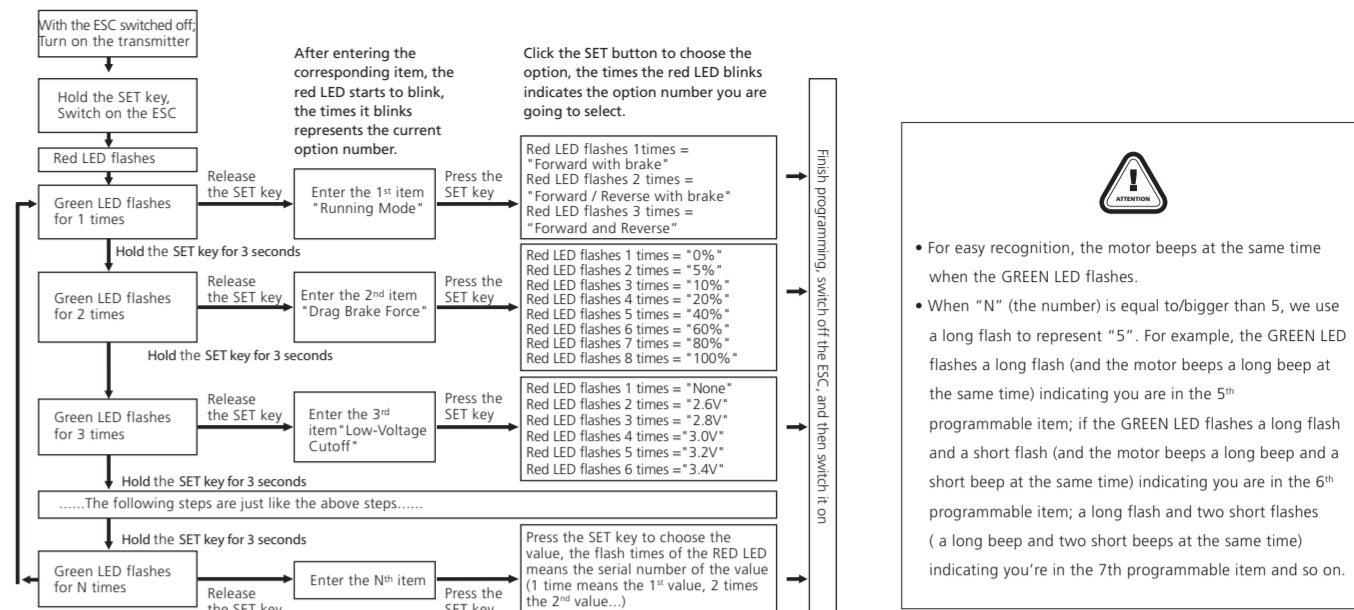 With the ESC switched off;
Turn on the transmitter
Hold the SET key,
Switch on the ESC
Red LED flashes
After entering the
corresponding item, the
red LED starts to blink,
the times it blinks
represents the current
option number.
Click the SET button to choose the
option, the times the red LED blinks
indicates the option number you are
going to select.
Green LED flashes
for 1 times
Release
the SET key
Enter the 1st item
"Running Mode"
Press the
SET key
Red LED flashes 1times =
"Forward with brake"
Red LED flashes 2 times =
"Forward / Reverse with brake"
Red LED flashes 3 times =
“Forward and Reverse”
Hold the SET key for 3 seconds
Green LED flashes
for 2 times
Release
the SET key
Enter the 2nd item
"Drag Brake Force"
Press the
SET key
Red LED flashes 1 times = "0%"
Red LED flashes 2 times = "5%"
Red LED flashes 3 times = "10%"
Red LED flashes 4 times = "20%"
Red LED flashes 5 times = "40%"
Red LED flashes 6 times = "60%"
Red LED flashes 7 times = "80%"
Red LED flashes 8 times = "100%"
Hold the SET key for 3 seconds
Green LED flashes
for 3 times
Release
the SET key
Enter the 3rd
item"Low-Voltage
Cutoff"
Press the
SET key
Red LED flashes 1 times = "None"
Red LED flashes 2 times = "2.6V"
Red LED flashes 3 times = "2.8V"
Red LED flashes 4 times ="3.0V"
Red LED flashes 5 times ="3.2V"
Red LED flashes 6 times ="3.4V"
Hold the SET key for 3 seconds
......The following steps are just like the above steps......
Hold the SET key for 3 seconds
Green LED flashes
for N times
Release
the SET key
Enter the Nth item
Press the
SET key
Press the SET key to choose the
value, the flash times of the RED LED
means the serial number of the value
(1 time means the 1st value, 2 times
the 2nd value...)
Finish programming, switch off the ESC, and then switch it on
!
ATTENTION
• For easy recognition, the motor beeps at the same time
when the GREEN LED flashes.
• When “N” (the number) is equal to/bigger than 5, we use
a long flash to represent “5”. For example, the GREEN LED
flashes a long flash (and the motor beeps a long beep at
the same time) indicating you are in the 5th
programmable item; if the GREEN LED flashes a long flash
and a short flash (and the motor beeps a long beep and a
short beep at the same time) indicating you are in the 6th
programmable item; a long flash and two short flashes
( a long beep and two short beeps at the same time)
indicating you're in the 7th programmable item and so on.